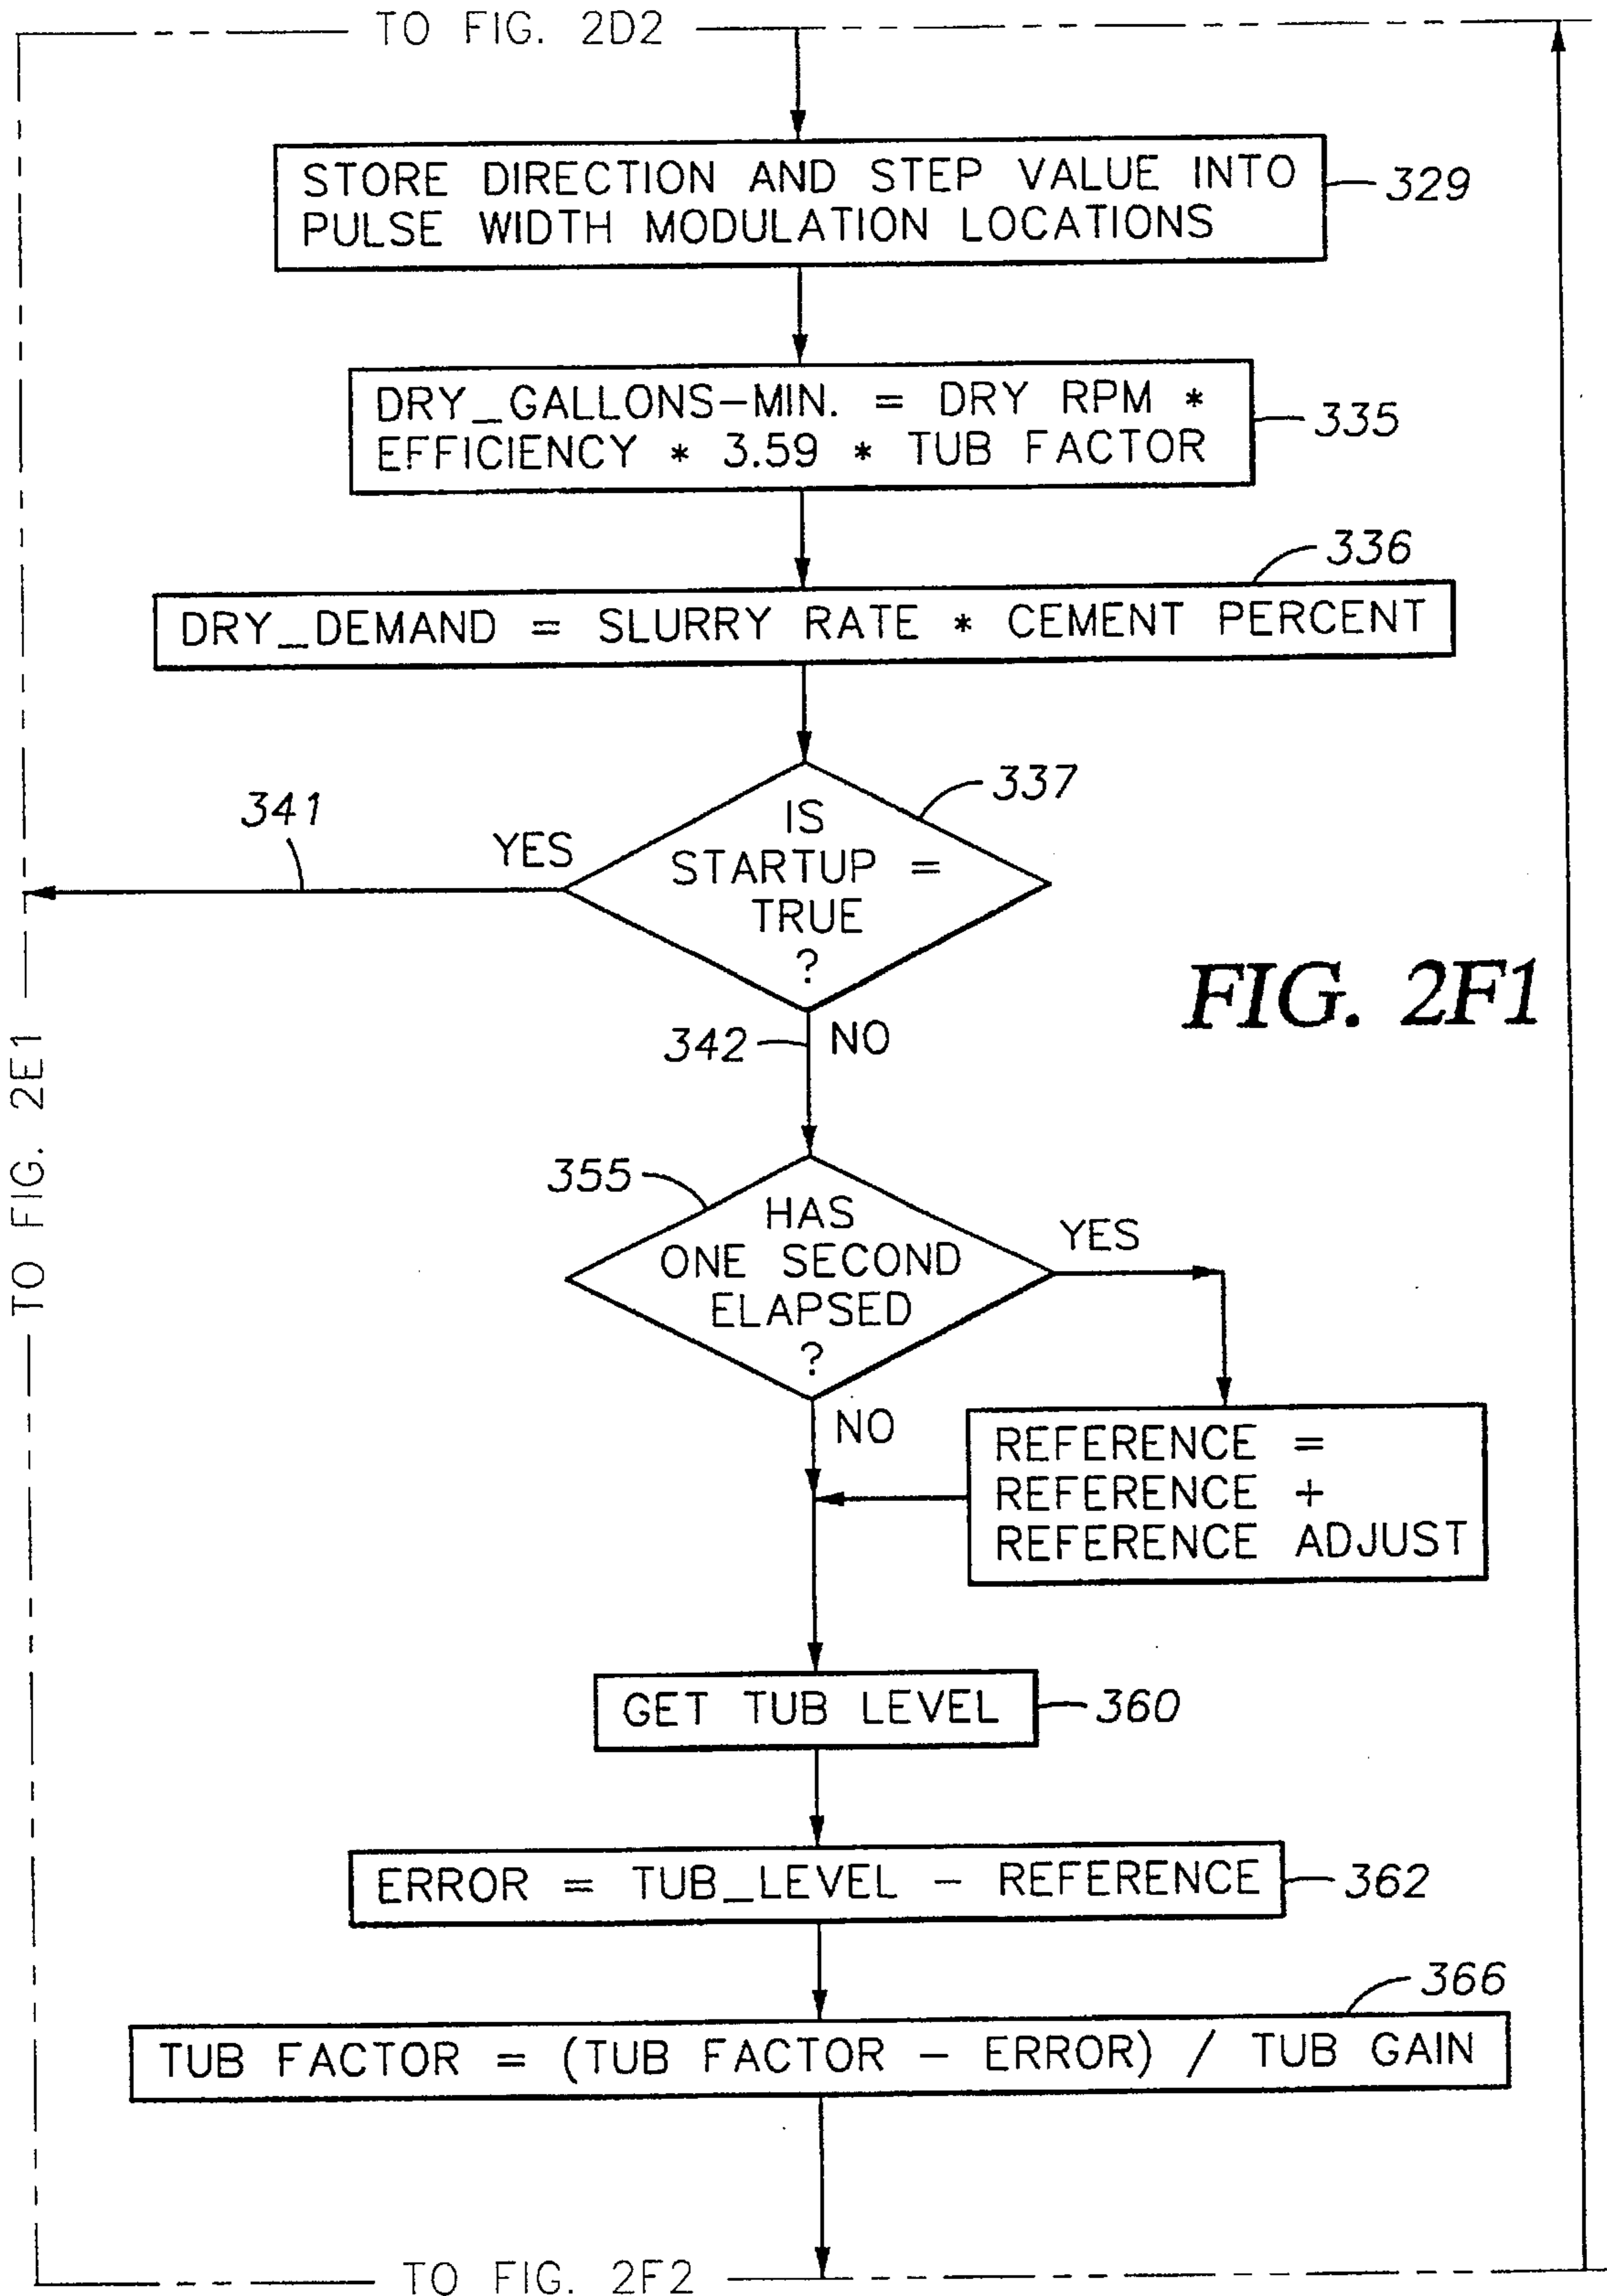 TO FIG. 2D2
STORE DIRECTION AND STEP VALUE INTO
PULSE WIDTH MODULATION LOCATIONS
329
DRY_GALLONS-MIN. = DRY RPM *
EFFICIENCY * 3.59 * TUB FACTOR
335
336
DRY_DEMAND = SLURRY RATE * CEMENT PERCENT
337
IS
STARTUP =
TRUE
?
YES
341
FIG. 2F1
342
NO
TO FIG. 2E1
355
HAS
ONE SECOND
ELAPSED
?
YES
NO
REFERENCE =
REFERENCE +
REFERENCE ADJUST
GET TUB LEVEL
360
ERROR = TUB_LEVEL - REFERENCE
362
366
TUB FACTOR = (TUB FACTOR - ERROR) / TUB GAIN
TO FIG. 2F2